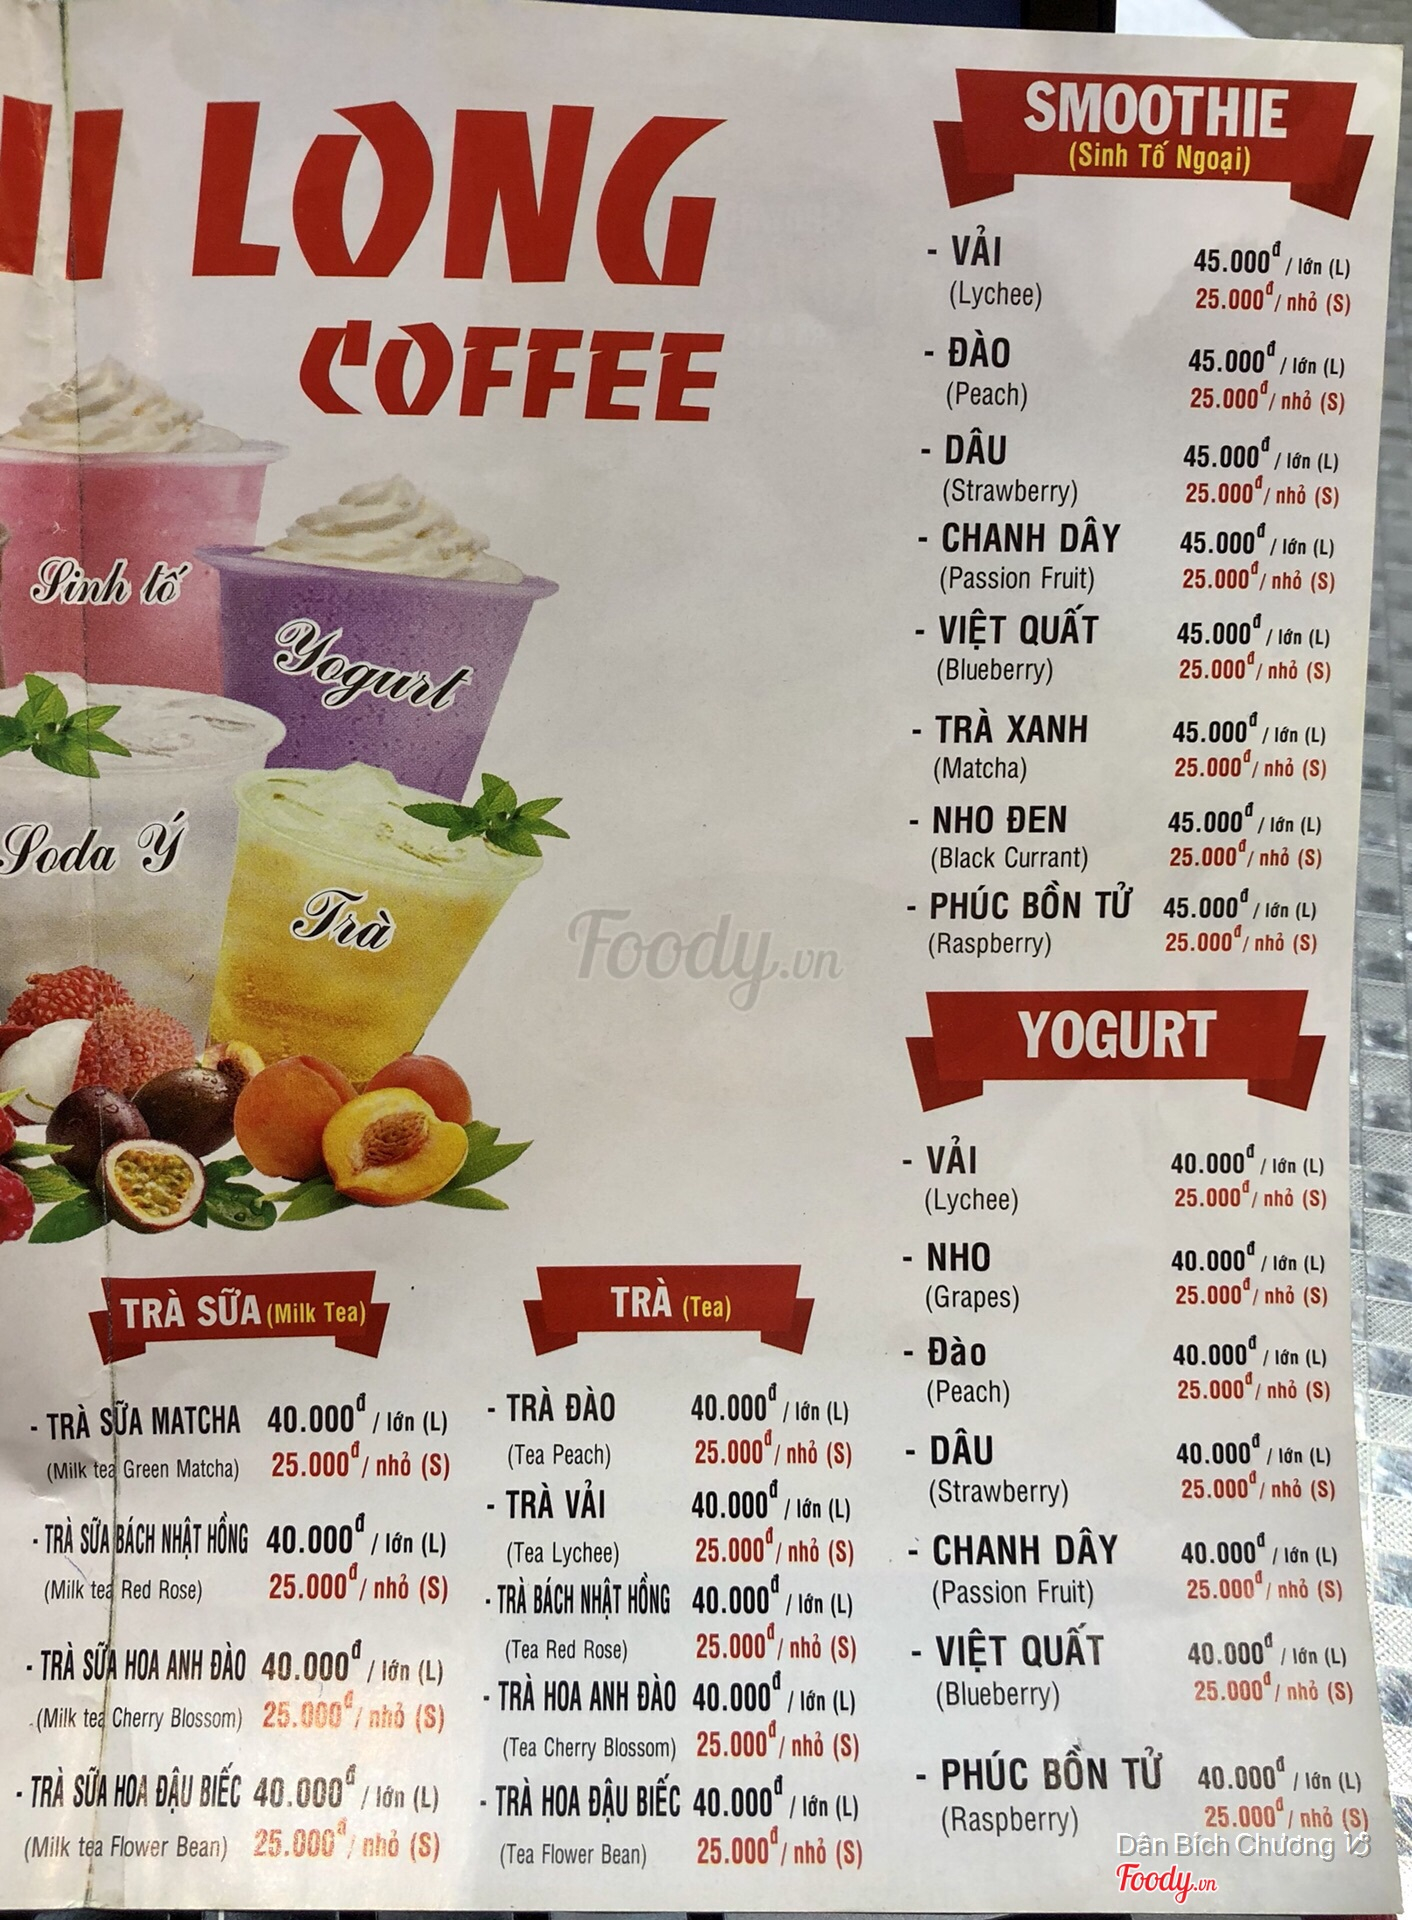 LONG
COFFEE
Sinh tố
Yogurt
Soda Ý
Trà
SMOOTHIE
(Sinh Tố Ngoại)
- VẢI 45.000đ / lớn (L)
(Lychee) 25.000đ/ nhỏ (S)
- ĐÀO 45.000đ / lớn (L)
(Peach) 25.000đ/ nhỏ (S)
- DÂU 45.000đ / lớn (L)
(Strawberry) 25.000đ/ nhỏ (S)
- CHANH DÂY 45.000đ / lớn (L)
(Passion Fruit) 25.000đ/ nhỏ (S)
- VIỆT QUẤT 45.000đ / lớn (L)
(Blueberry) 25.000đ/ nhỏ (S)
- TRÀ XANH 45.000đ / lớn (L)
(Matcha) 25.000đ/ nhỏ (S)
- NHO ĐEN 45.000đ / lớn (L)
(Black Currant) 25.000đ/ nhỏ (S)
- PHÚC BỒN TỬ 45.000đ / lớn (L)
(Raspberry) 25.000đ/ nhỏ (S)
Foody.vn
YOGURT
- VẢI 40.000đ / lớn (L)
(Lychee) 25.000đ/ nhỏ (S)
- NHO 40.000đ / lớn (L)
(Grapes) 25.000đ/ nhỏ (S)
- Đào 40.000đ / lớn (L)
(Peach) 25.000đ/ nhỏ (S)
- DÂU 40.000đ / lớn (L)
(Strawberry) 25.000đ/ nhỏ (S)
- CHANH DÂY 40.000đ / lớn (L)
(Passion Fruit) 25.000đ/ nhỏ (S)
- VIỆT QUẤT 40.000đ / lớn (L)
(Blueberry) 25.000đ/ nhỏ (S)
- PHÚC BỒN TỬ 40.000đ / lớn (L)
(Raspberry) 25.000đ/ nhỏ (S)
TRÀ SỮA (Milk Tea)
- TRÀ SỮA MATCHA 40.000đ / lớn (L)
(Milk tea Green Matcha) 25.000đ/ nhỏ (S)
- TRÀ SỮA BÁCH NHẬT HỒNG 40.000đ / lớn (L)
(Milk tea Red Rose) 25.000đ/ nhỏ (S)
- TRÀ SỮA HOA ANH ĐÀO 40.000đ / lớn (L)
(Milk tea Cherry Blossom) 25.000đ/ nhỏ (S)
- TRÀ SỮA HOA ĐẬU BIẾC 40.000đ / lớn (L)
(Milk tea Flower Bean) 25.000đ/ nhỏ (S)
TRÀ (Tea)
- TRÀ ĐÀO 40.000đ / lớn (L)
(Tea Peach) 25.000đ/ nhỏ (S)
- TRÀ VẢI 40.000đ / lớn (L)
(Tea Lychee) 25.000đ/ nhỏ (S)
- TRÀ BÁCH NHẬT HỒNG 40.000đ / lớn (L)
(Tea Red Rose) 25.000đ/ nhỏ (S)
- TRÀ HOA ANH ĐÀO 40.000đ / lớn (L)
(Tea Cherry Blossom) 25.000đ/ nhỏ (S)
- TRÀ HOA ĐẬU BIẾC 40.000đ / lớn (L)
(Tea Flower Bean) 25.000đ/ nhỏ (S)
Dân Bích Chương
Foody.vn